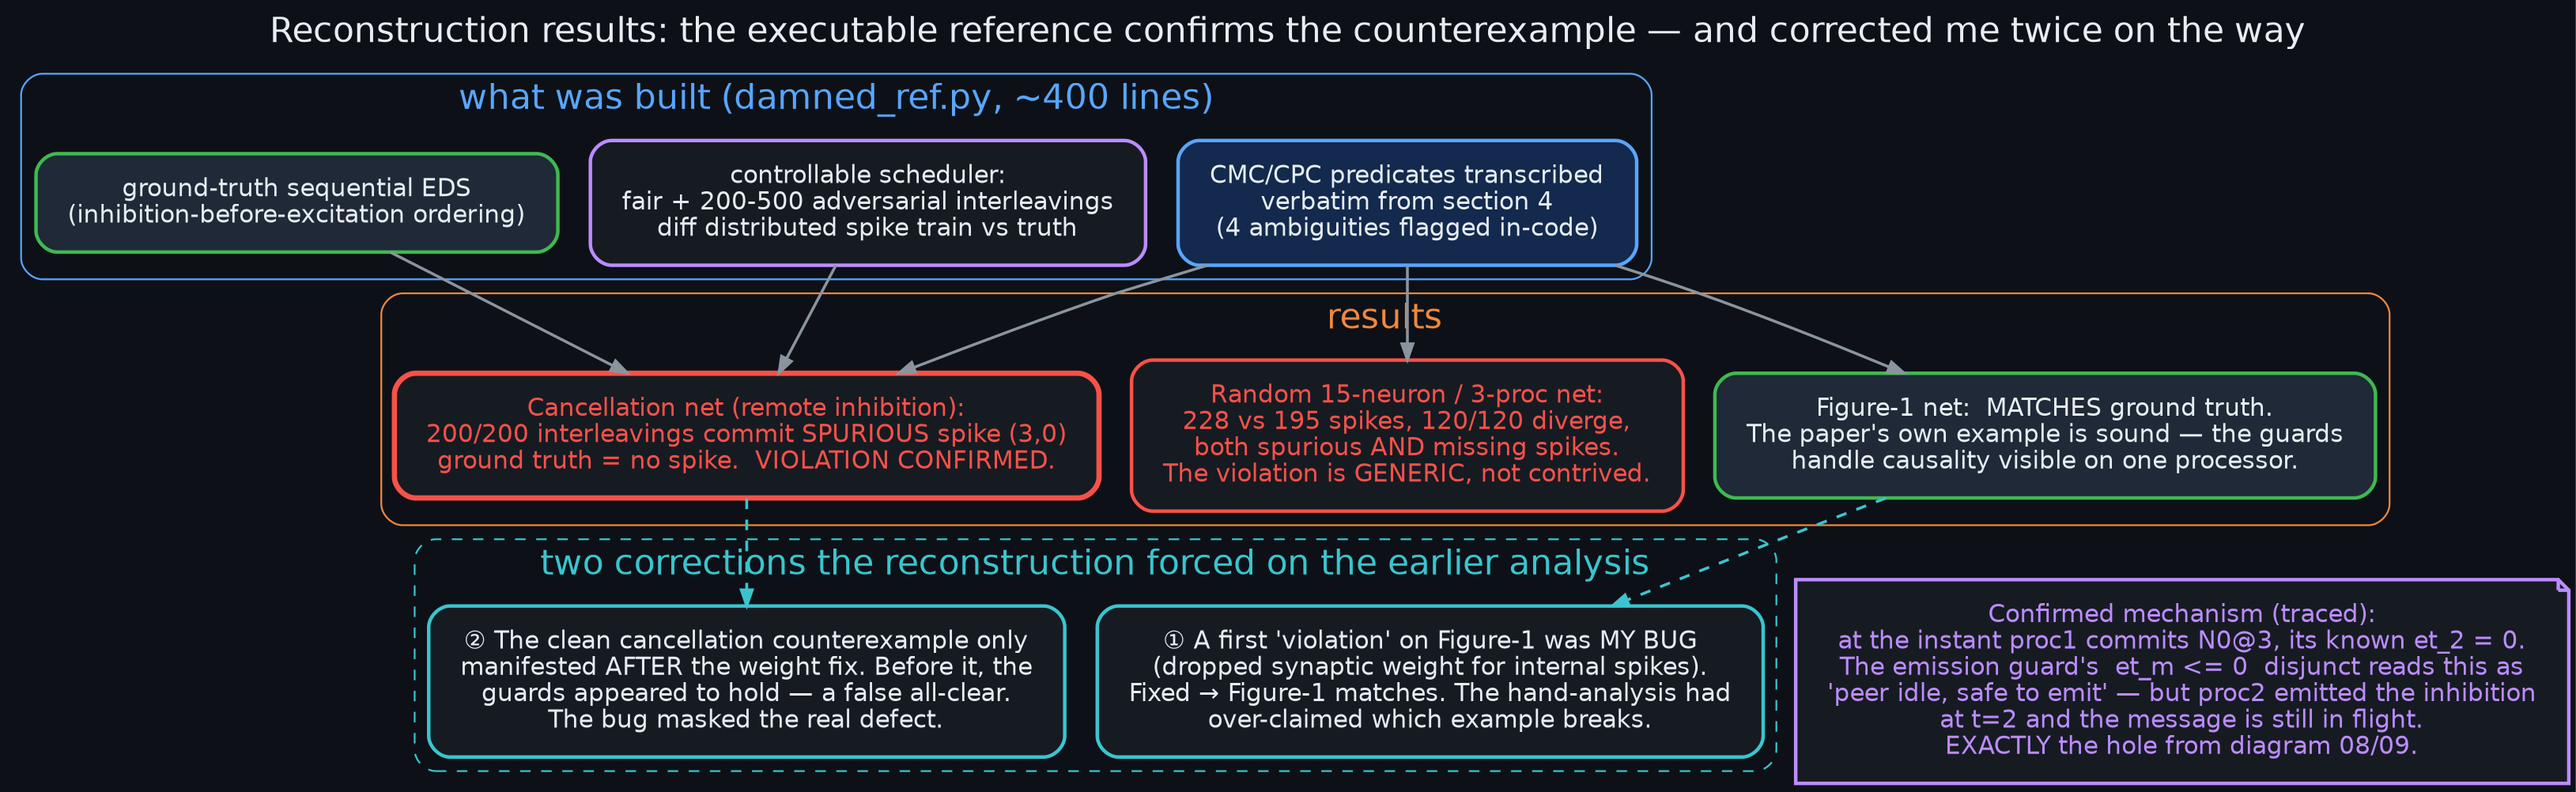 Reconstruction results: the executable reference confirms the counterexample — and corrected me twice on the way
what was built (damned_ref.py, ~400 lines)
ground-truth sequential EDS
(inhibition-before-excitation ordering)
controllable scheduler:
fair + 200-500 adversarial interleavings
diff distributed spike train vs truth
CMC/CPC predicates transcribed
verbatim from section 4
(4 ambiguities flagged in-code)
results
Cancellation net (remote inhibition):
200/200 interleavings commit SPURIOUS spike (3,0)
ground truth = no spike.  VIOLATION CONFIRMED.
Random 15-neuron / 3-proc net:
228 vs 195 spikes, 120/120 diverge,
both spurious AND missing spikes.
The violation is GENERIC, not contrived.
Figure-1 net:  MATCHES ground truth.
The paper's own example is sound — the guards
handle causality visible on one processor.
two corrections the reconstruction forced on the earlier analysis
② The clean cancellation counterexample only
manifested AFTER the weight fix. Before it, the
guards appeared to hold — a false all-clear.
The bug masked the real defect.
① A first 'violation' on Figure-1 was MY BUG
(dropped synaptic weight for internal spikes).
Fixed → Figure-1 matches. The hand-analysis had
over-claimed which example breaks.
Confirmed mechanism (traced):
at the instant proc1 commits N0@3, its known et_2 = 0.
The emission guard's  et_m <= 0  disjunct reads this as
'peer idle, safe to emit' — but proc2 emitted the inhibition
at t=2 and the message is still in flight.
EXACTLY the hole from diagram 08/09.